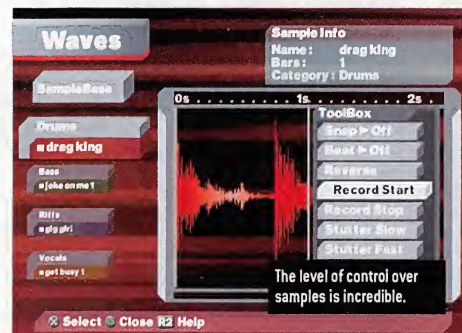 Waves
Sample Info
Name: drag king
Bars: 1
Category: Drums
SampleBase
Drums
drag king
Bass
joke on me 1
Riffs
gig girl
Vocals
get busy 1
0s 1s 2s
ToolBox
Snap ▶ Off
Beat ▶ Off
Reverse
Record Start
Record Stop
Stutter Slow
Stutter Fast
The level of control over
samples is incredible.
Select Close R2 Help